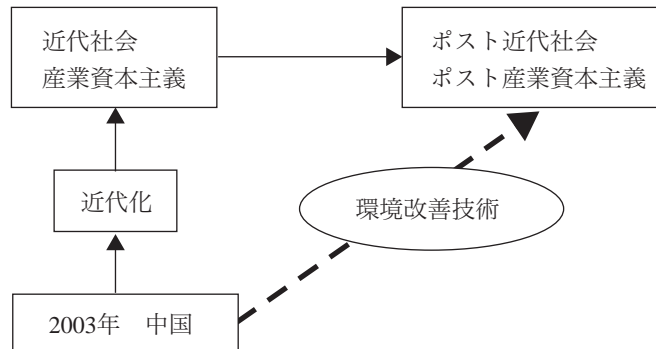 近代社会
産業資本主義
ポスト近代社会
ポスト産業資本主義
近代化
環境改善技術
2003年　中国